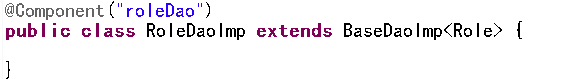 @Component("roleDao")
public class RoleDaoImp extends BaseDaoImp<Role> {
}